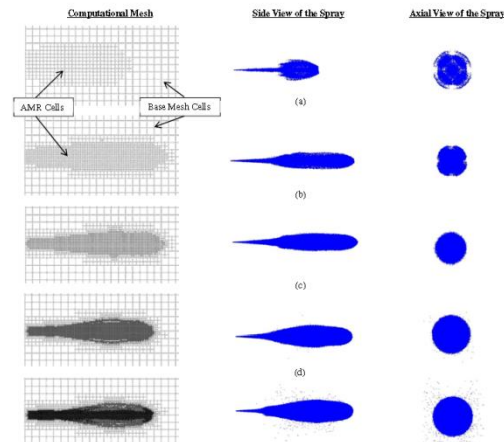 Computational Mesh Side View of the Spray Axial View of the Spray
AMR Cells Base Mesh Cells
(a)
(b)
(c)
(d)